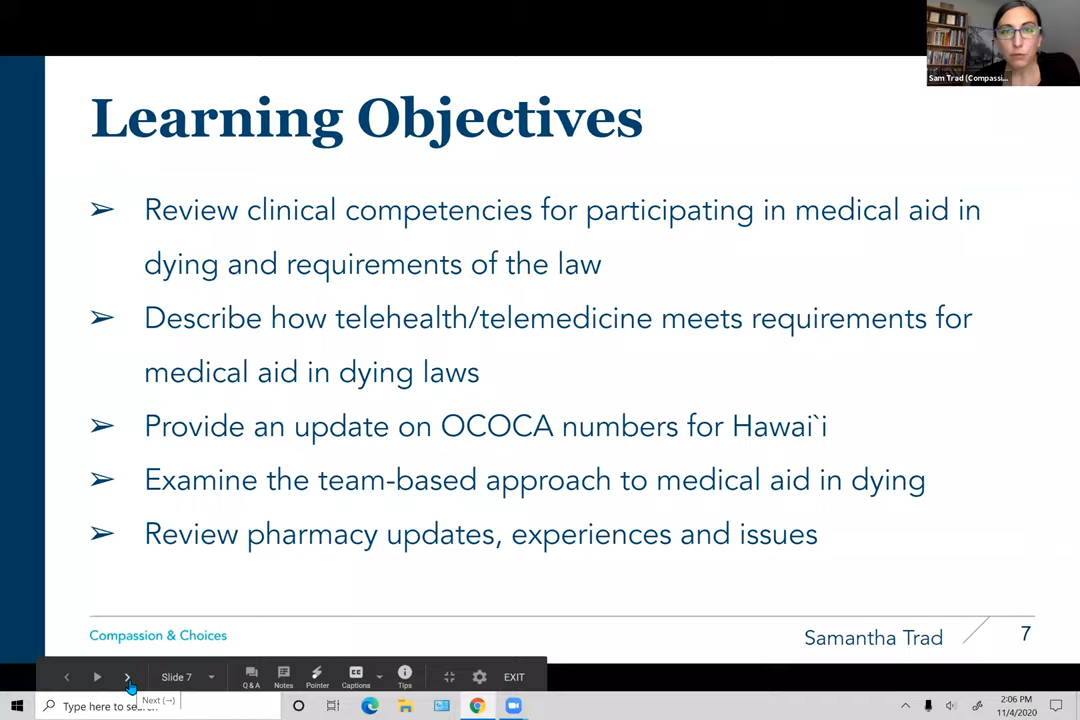 Sam Trad (Compassi...
Learning Objectives
➢ Review clinical competencies for participating in medical aid in
dying and requirements of the law
➢ Describe how telehealth/telemedicine meets requirements for
medical aid in dying laws
➢ Provide an update on OCOCA numbers for Hawai`i
➢ Examine the team-based approach to medical aid in dying
➢ Review pharmacy updates, experiences and issues
Compassion & Choices
Samantha Trad
7
Slide 7
Q & A
Notes
Pointer
Captions
Tips
EXIT
Next (→)
Type here to search
2:06 PM
11/4/2020